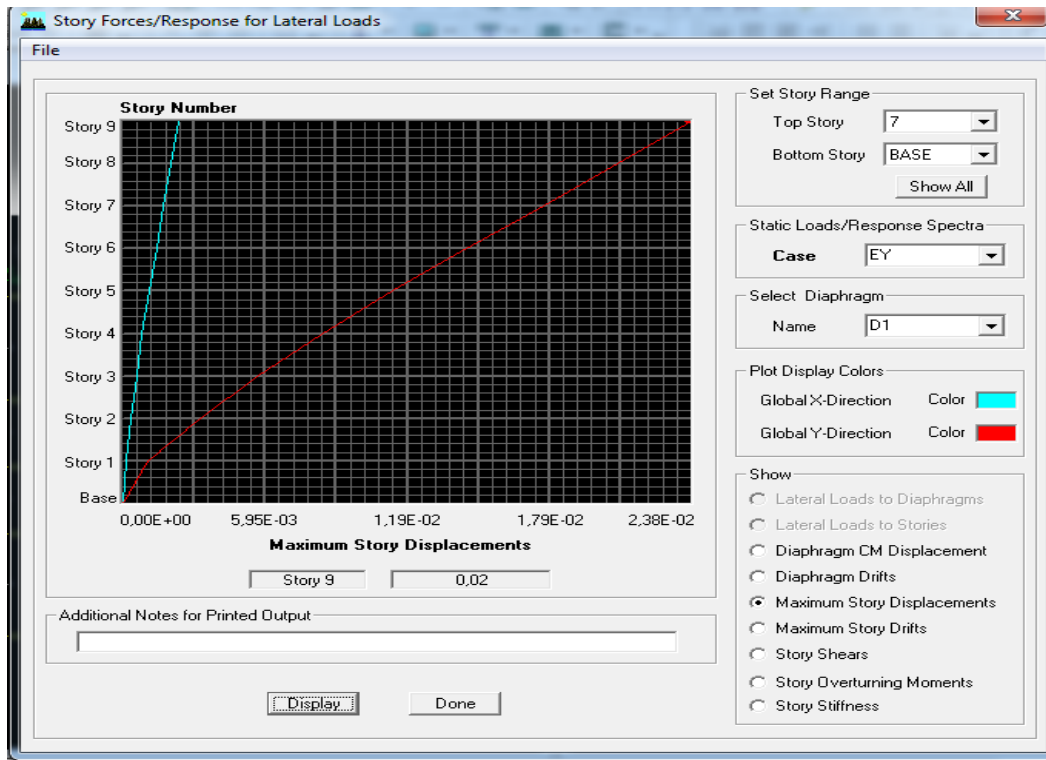 Story Forces/Response for Lateral Loads
File
Story Number
Story 9
Story 8
Story 7
Story 6
Story 5
Story 4
Story 3
Story 2
Story 1
Base
0,00E+00 5,95E-03 1,19E-02 1,79E-02 2,38E-02
Maximum Story Displacements
Story 9 0,02
Additional Notes for Printed Output
Display Done
Set Story Range
Top Story 7
Bottom Story BASE
Show All
Static Loads/Response Spectra
Case EY
Select Diaphragm
Name D1
Plot Display Colors
Global X-Direction Color
Global Y-Direction Color
Show
Lateral Loads to Diaphragms
Lateral Loads to Stories
Diaphragm CM Displacement
Diaphragm Drifts
Maximum Story Displacements
Maximum Story Drifts
Story Shears
Story Overturning Moments
Story Stiffness